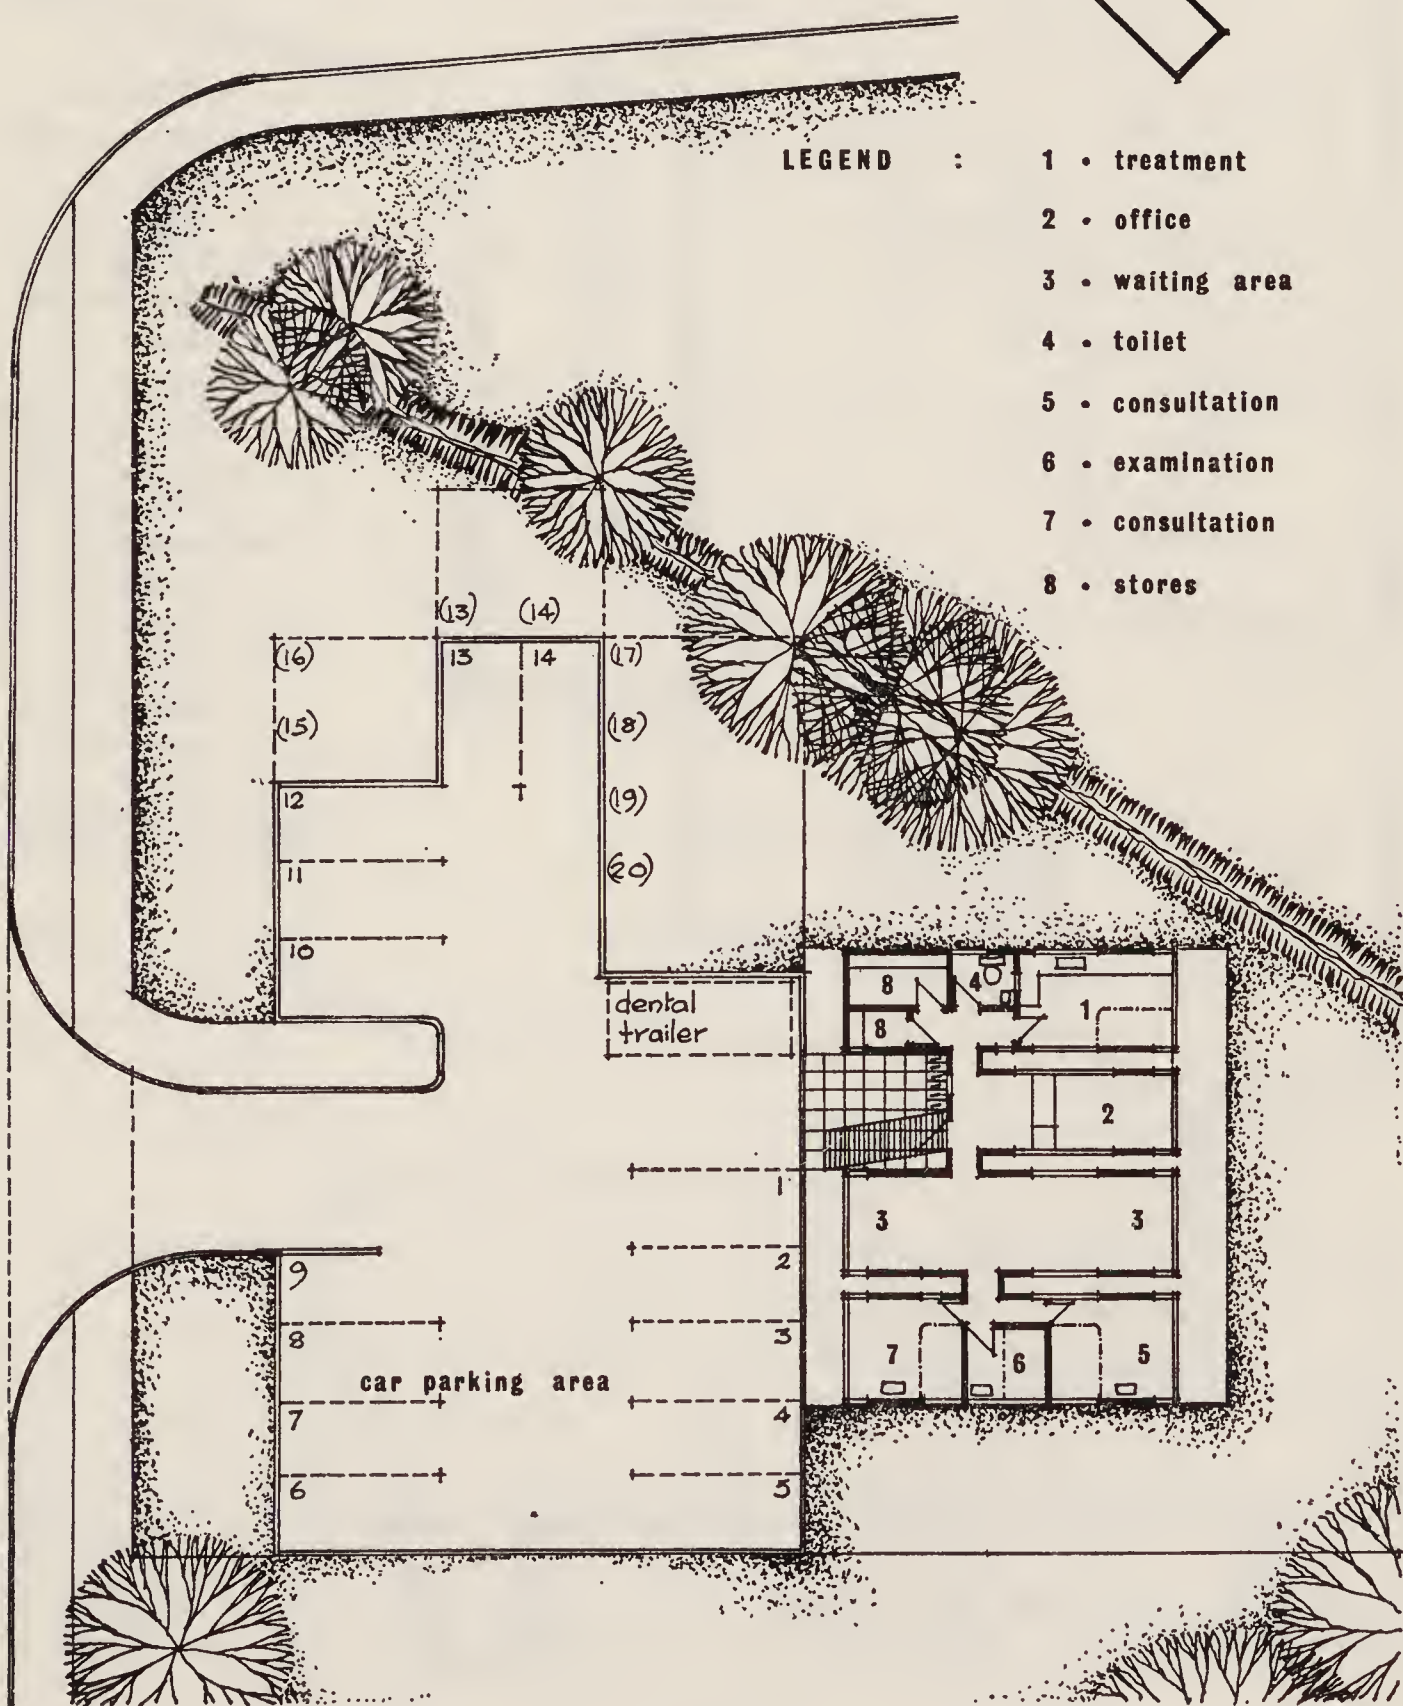 LEGEND : 1 • treatment
2 • office
3 • waiting area
4 • toilet
5 • consultation
6 • examination
7 • consultation
8 • stores
(13) (14)
(16) 13 14 (17)
(15) (18)
12 (19)
11 (20)
10
dental
trailer
8 4
8 1
2
1
3 3
2
9
8 3
7 6 5
car parking area
7 4
6 5